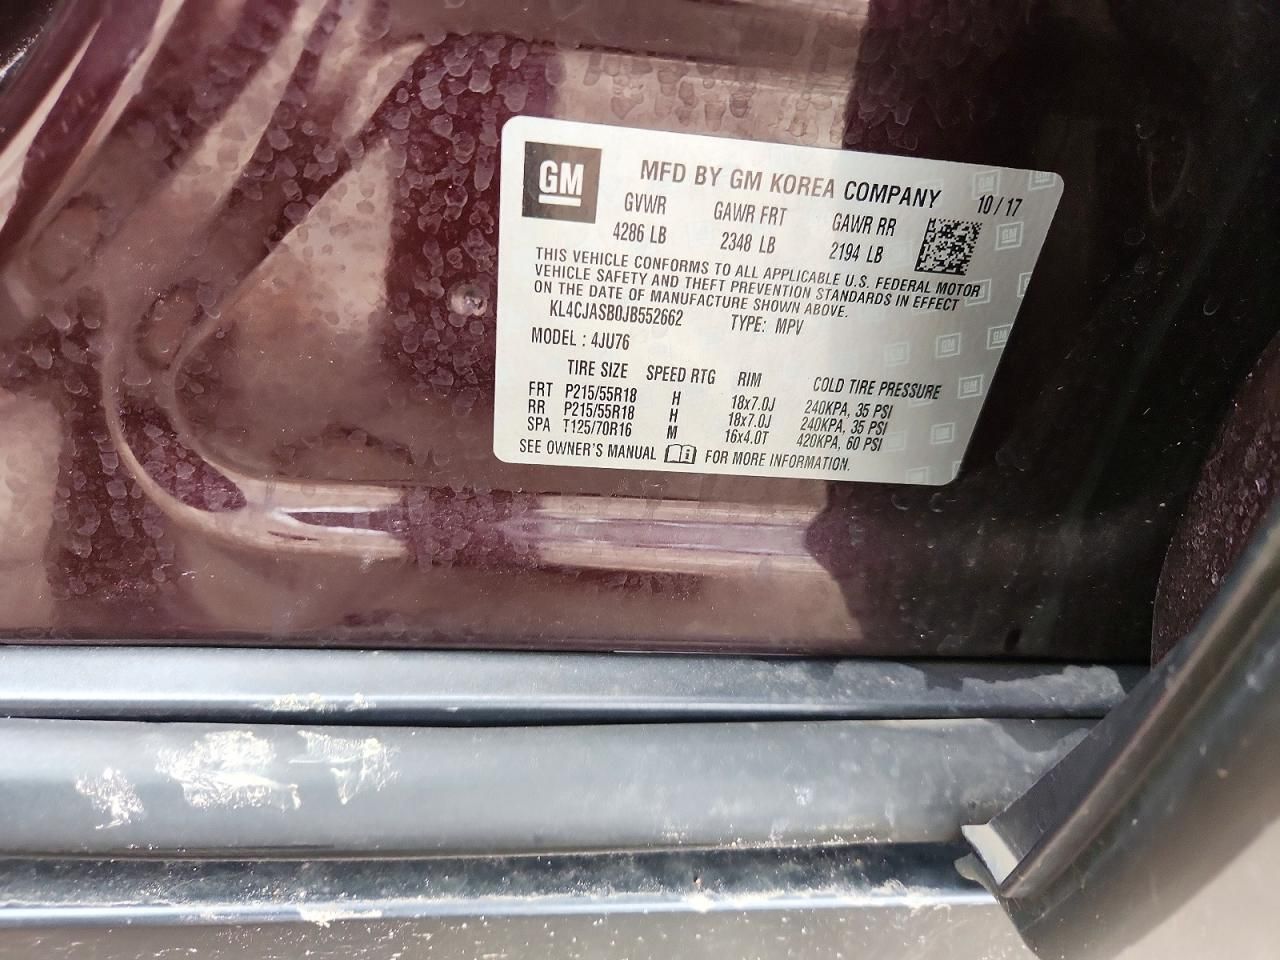 GM
MFD BY GM KOREA COMPANY 10 / 17
GVWR GAWR FRT GAWR RR
4286 LB 2348 LB 2194 LB
THIS VEHICLE CONFORMS TO ALL APPLICABLE U.S. FEDERAL MOTOR
VEHICLE SAFETY AND THEFT PREVENTION STANDARDS IN EFFECT
ON THE DATE OF MANUFACTURE SHOWN ABOVE.
KL4CJASB0JB552662 TYPE: MPV
MODEL : 4JU76
TIRE SIZE SPEED RTG RIM COLD TIRE PRESSURE
FRT P215/55R18 H 18x7.0J 240KPA, 35 PSI
RR P215/55R18 H 18x7.0J 240KPA, 35 PSI
SPA T125/70R16 M 16x4.0T 420KPA, 60 PSI
SEE OWNER'S MANUAL FOR MORE INFORMATION.